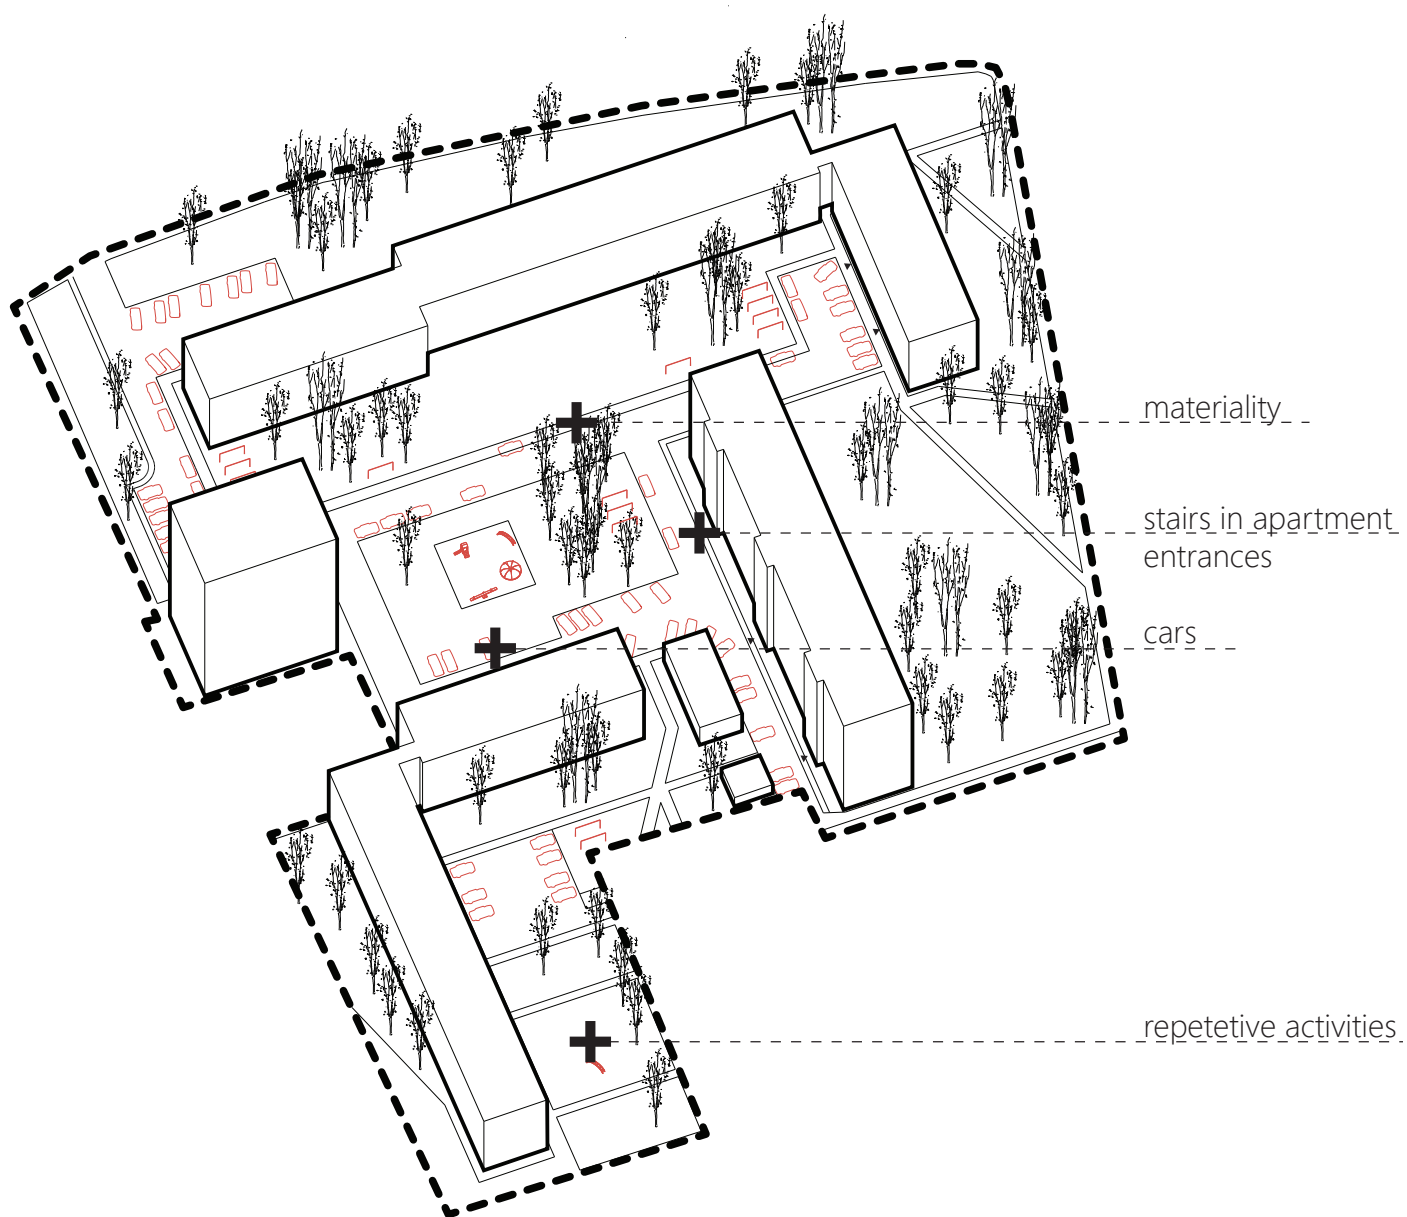 materiality
stairs in apartment
entrances
cars
repetetive activities